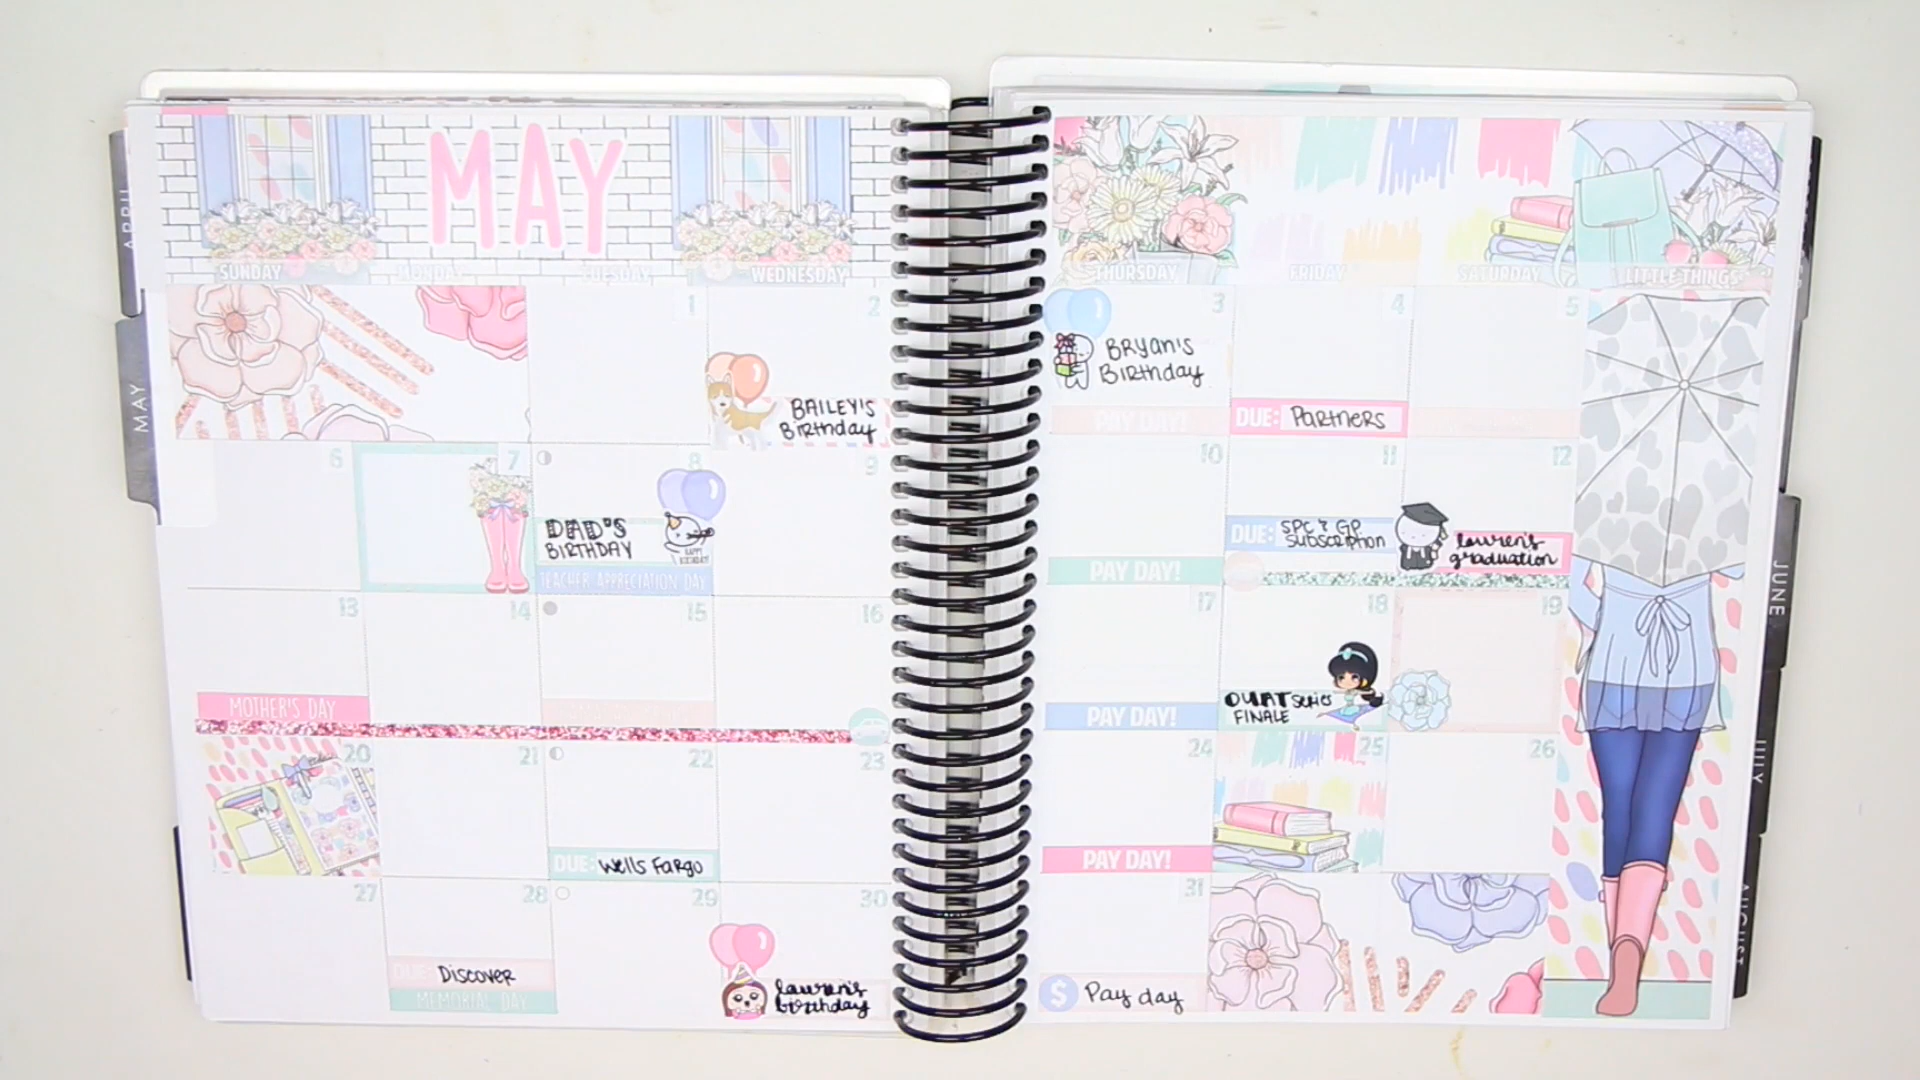 MAY
SUNDAY MONDAY TUESDAY WEDNESDAY THURSDAY FRIDAY SATURDAY LITTLE THINGS
1 2 3 4 5
BAILEY'S
Birthday
BRyan's
Birthday
PAY DAY!
DUE: Partners
6 7 8 9 10 11 12
DAD'S
BIRTHDAY
HAPPY
BIRTHDAY
TEACHER APPRECIATION DAY
PAY DAY!
DUE: SPC & GP
SUBSCRIPTION
lauren's
graduation
13 14 15 16 17 18 19
MOTHER'S DAY
PAY DAY!
OUAT series
FINALE
20 21 22 23 24 25 26
DUE: Wells Fargo
PAY DAY!
27 28 29 30 31
DUE: Discover
MEMORIAL DAY
lauren's
birthday
$ Pay day
APRIL
MAY
JUNE
JULY
AUGUST